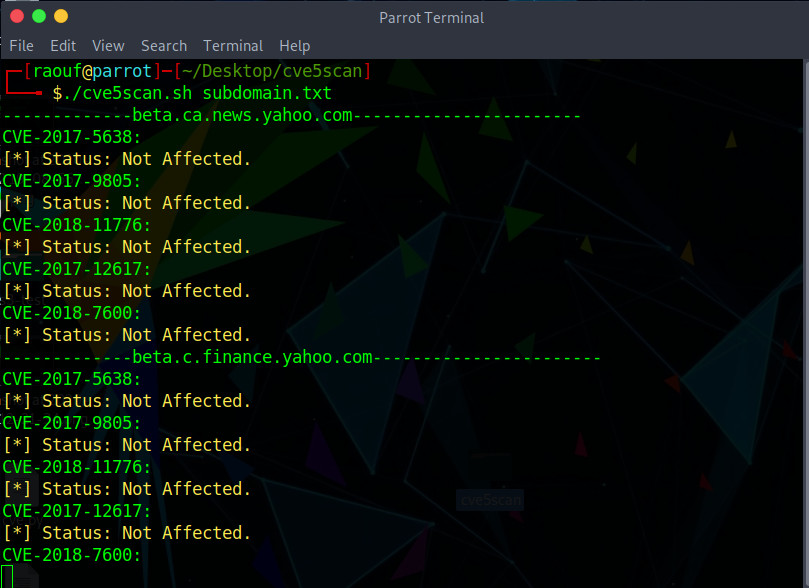 Parrot Terminal
File Edit View Search Terminal Help
[raouf@parrot]─[~/Desktop/cve5scan]
$./cve5scan.sh subdomain.txt
-------------beta.ca.news.yahoo.com-----------------------
CVE-2017-5638:
[*] Status: Not Affected.
CVE-2017-9805:
[*] Status: Not Affected.
CVE-2018-11776:
[*] Status: Not Affected.
CVE-2017-12617:
[*] Status: Not Affected.
CVE-2018-7600:
[*] Status: Not Affected.
-------------beta.c.finance.yahoo.com-----------------------
CVE-2017-5638:
[*] Status: Not Affected.
CVE-2017-9805:
[*] Status: Not Affected.
CVE-2018-11776:
[*] Status: Not Affected.
cve5scan
CVE-2017-12617:
[*] Status: Not Affected.
CVE-2018-7600: